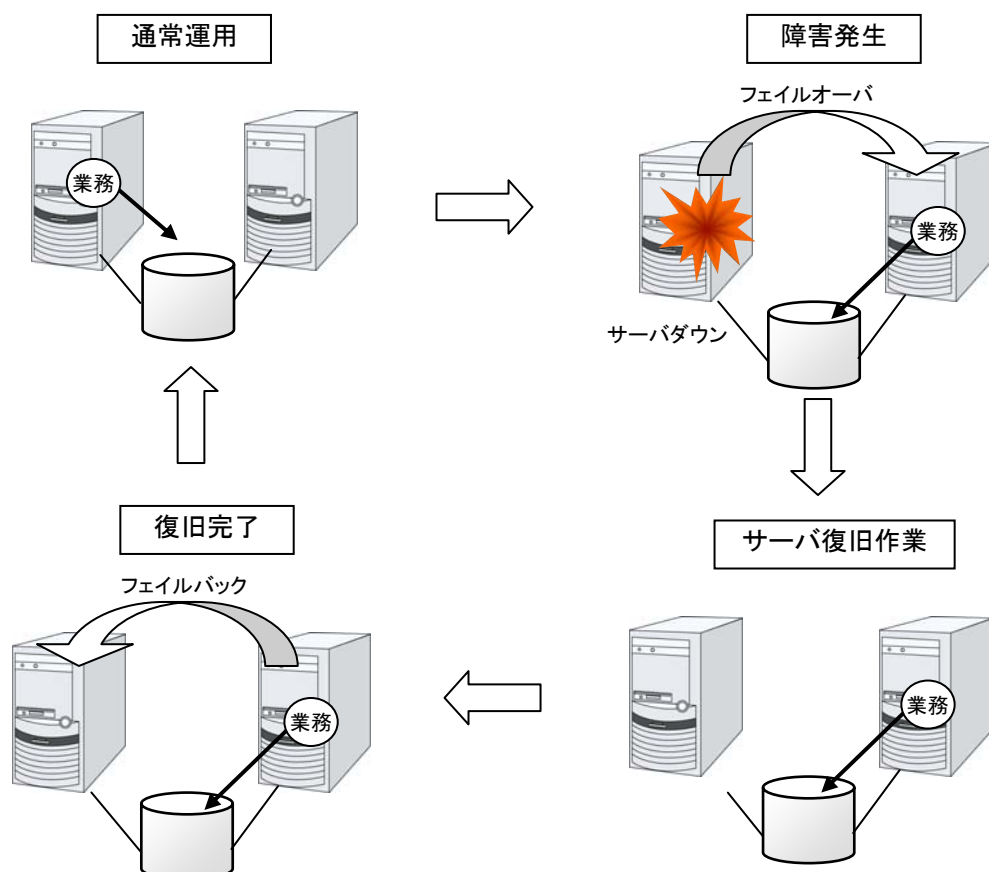 通常運用
障害発生
フェイルオーバ
業務
業務
サーバダウン
復旧完了
サーバ復旧作業
フェイルバック
業務
業務